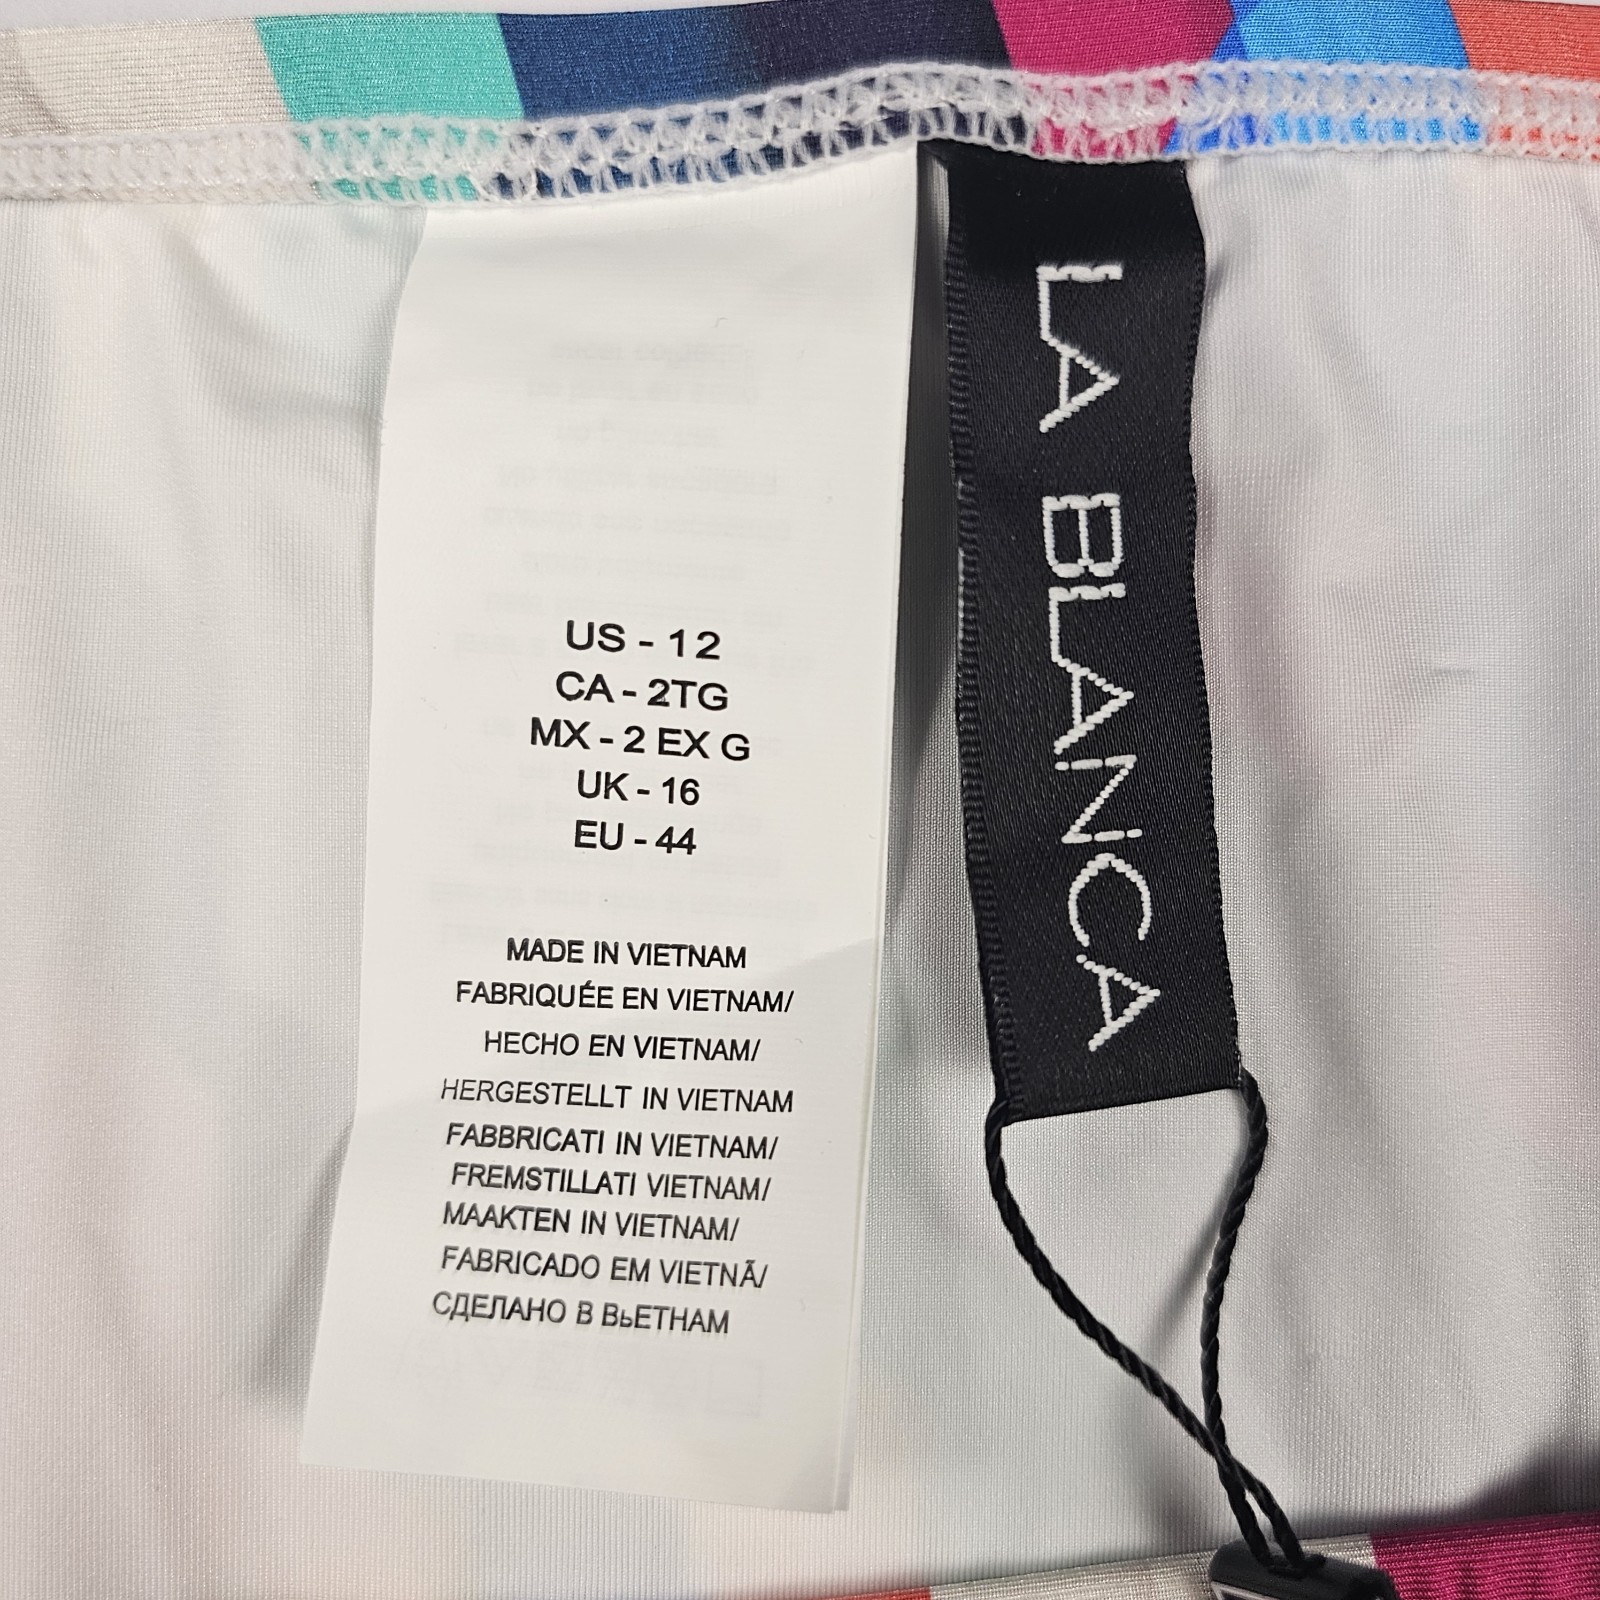 US - 12
CA - 2TG
MX - 2 EX G
UK - 16
EU - 44
MADE IN VIETNAM
FABRIQUÉE EN VIETNAM/
HECHO EN VIETNAM/
HERGESTELLT IN VIETNAM
FABBRICATI IN VIETNAM/
FREMSTILLATI VIETNAM/
MAAKTEN IN VIETNAM/
FABRICADO EM VIETNÃ/
СДЕЛАНО В ВьЕТНАМ
LA BLANCA